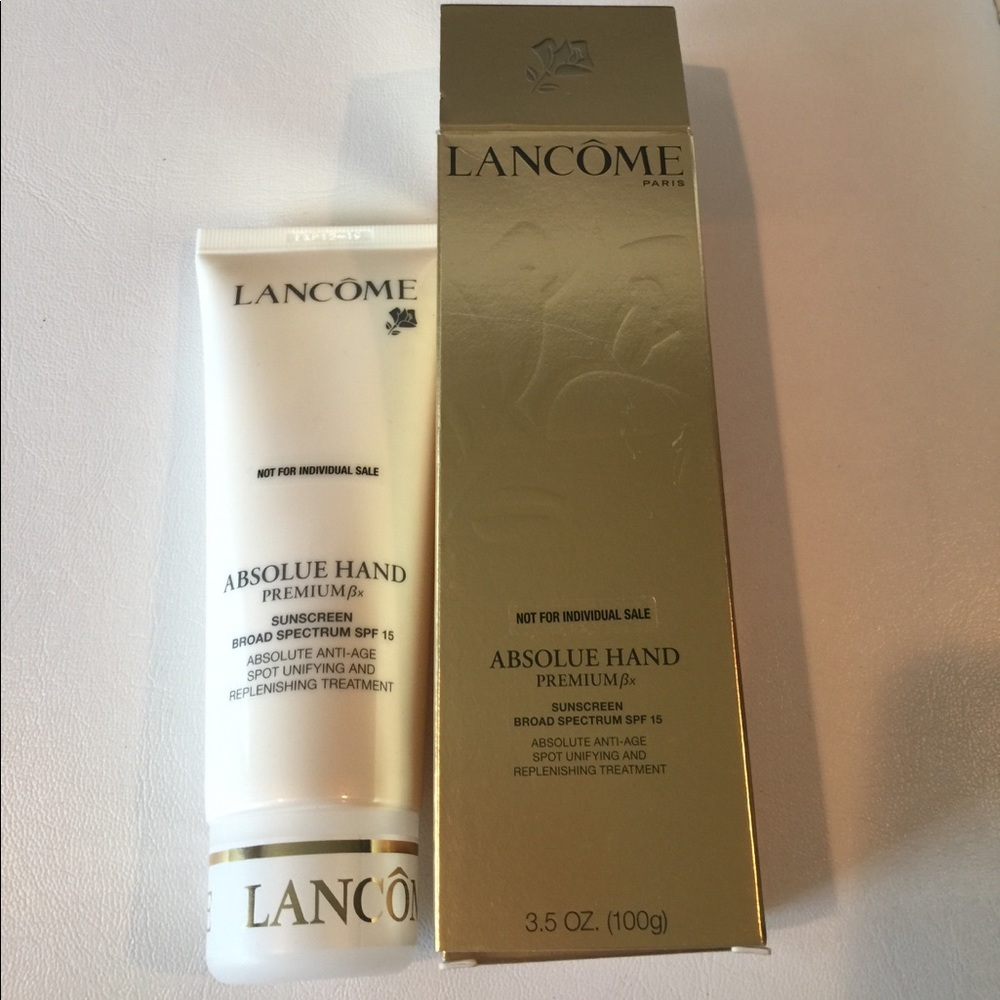 LANCÔME
NOT FOR INDIVIDUAL SALE
ABSOLUE HAND
PREMIUM βx
SUNSCREEN
BROAD SPECTRUM SPF 15
ABSOLUTE ANTI-AGE
SPOT UNIFYING AND
REPLENISHING TREATMENT
LANCÔM
LANCÔME
PARIS
NOT FOR INDIVIDUAL SALE
ABSOLUE HAND
PREMIUM βx
SUNSCREEN
BROAD SPECTRUM SPF 15
ABSOLUTE ANTI-AGE
SPOT UNIFYING AND
REPLENISHING TREATMENT
3.5 OZ. (100g)